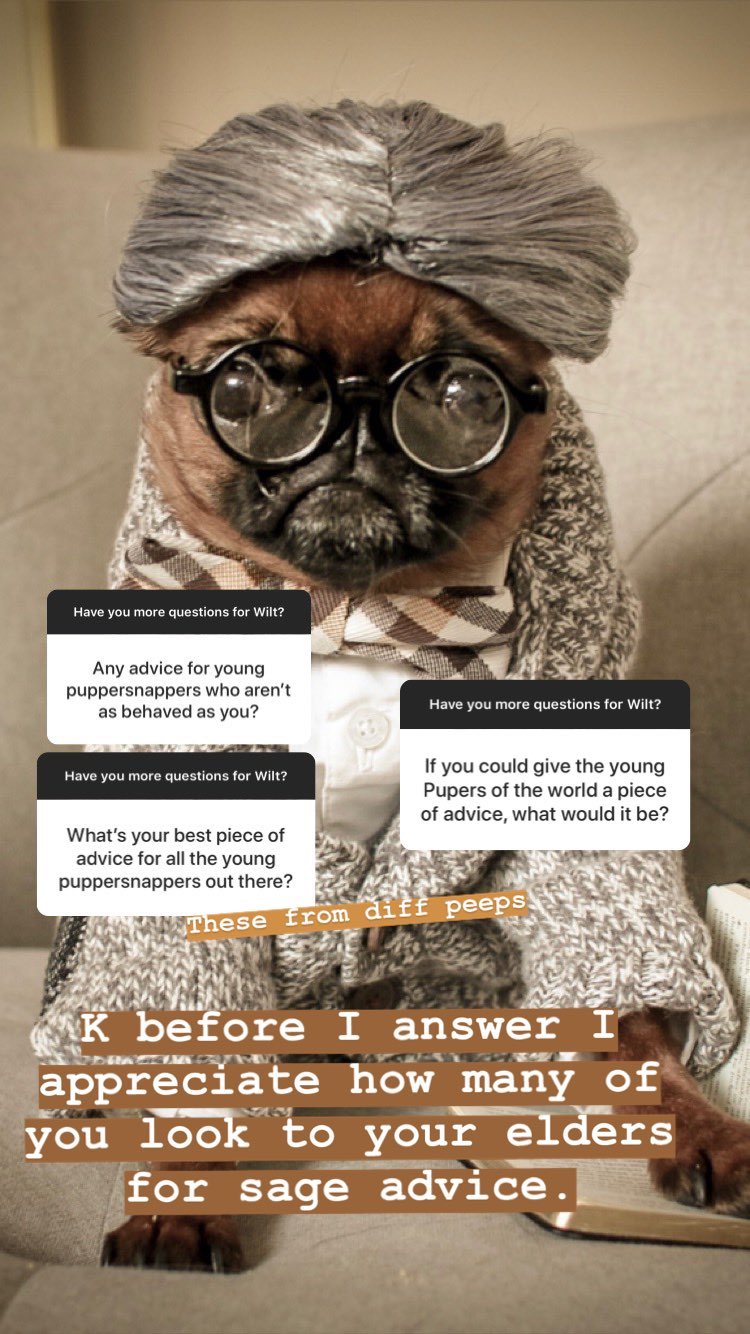 Have you more questions for Wilt?
Any advice for young
puppersnappers who aren’t
as behaved as you?
Have you more questions for Wilt?
If you could give the young
Pupers of the world a piece
of advice, what would it be?
Have you more questions for Wilt?
What’s your best piece of
advice for all the young
puppersnappers out there?
These from diff peeps
K before I answer I
appreciate how many of
you look to your elders
for sage advice.